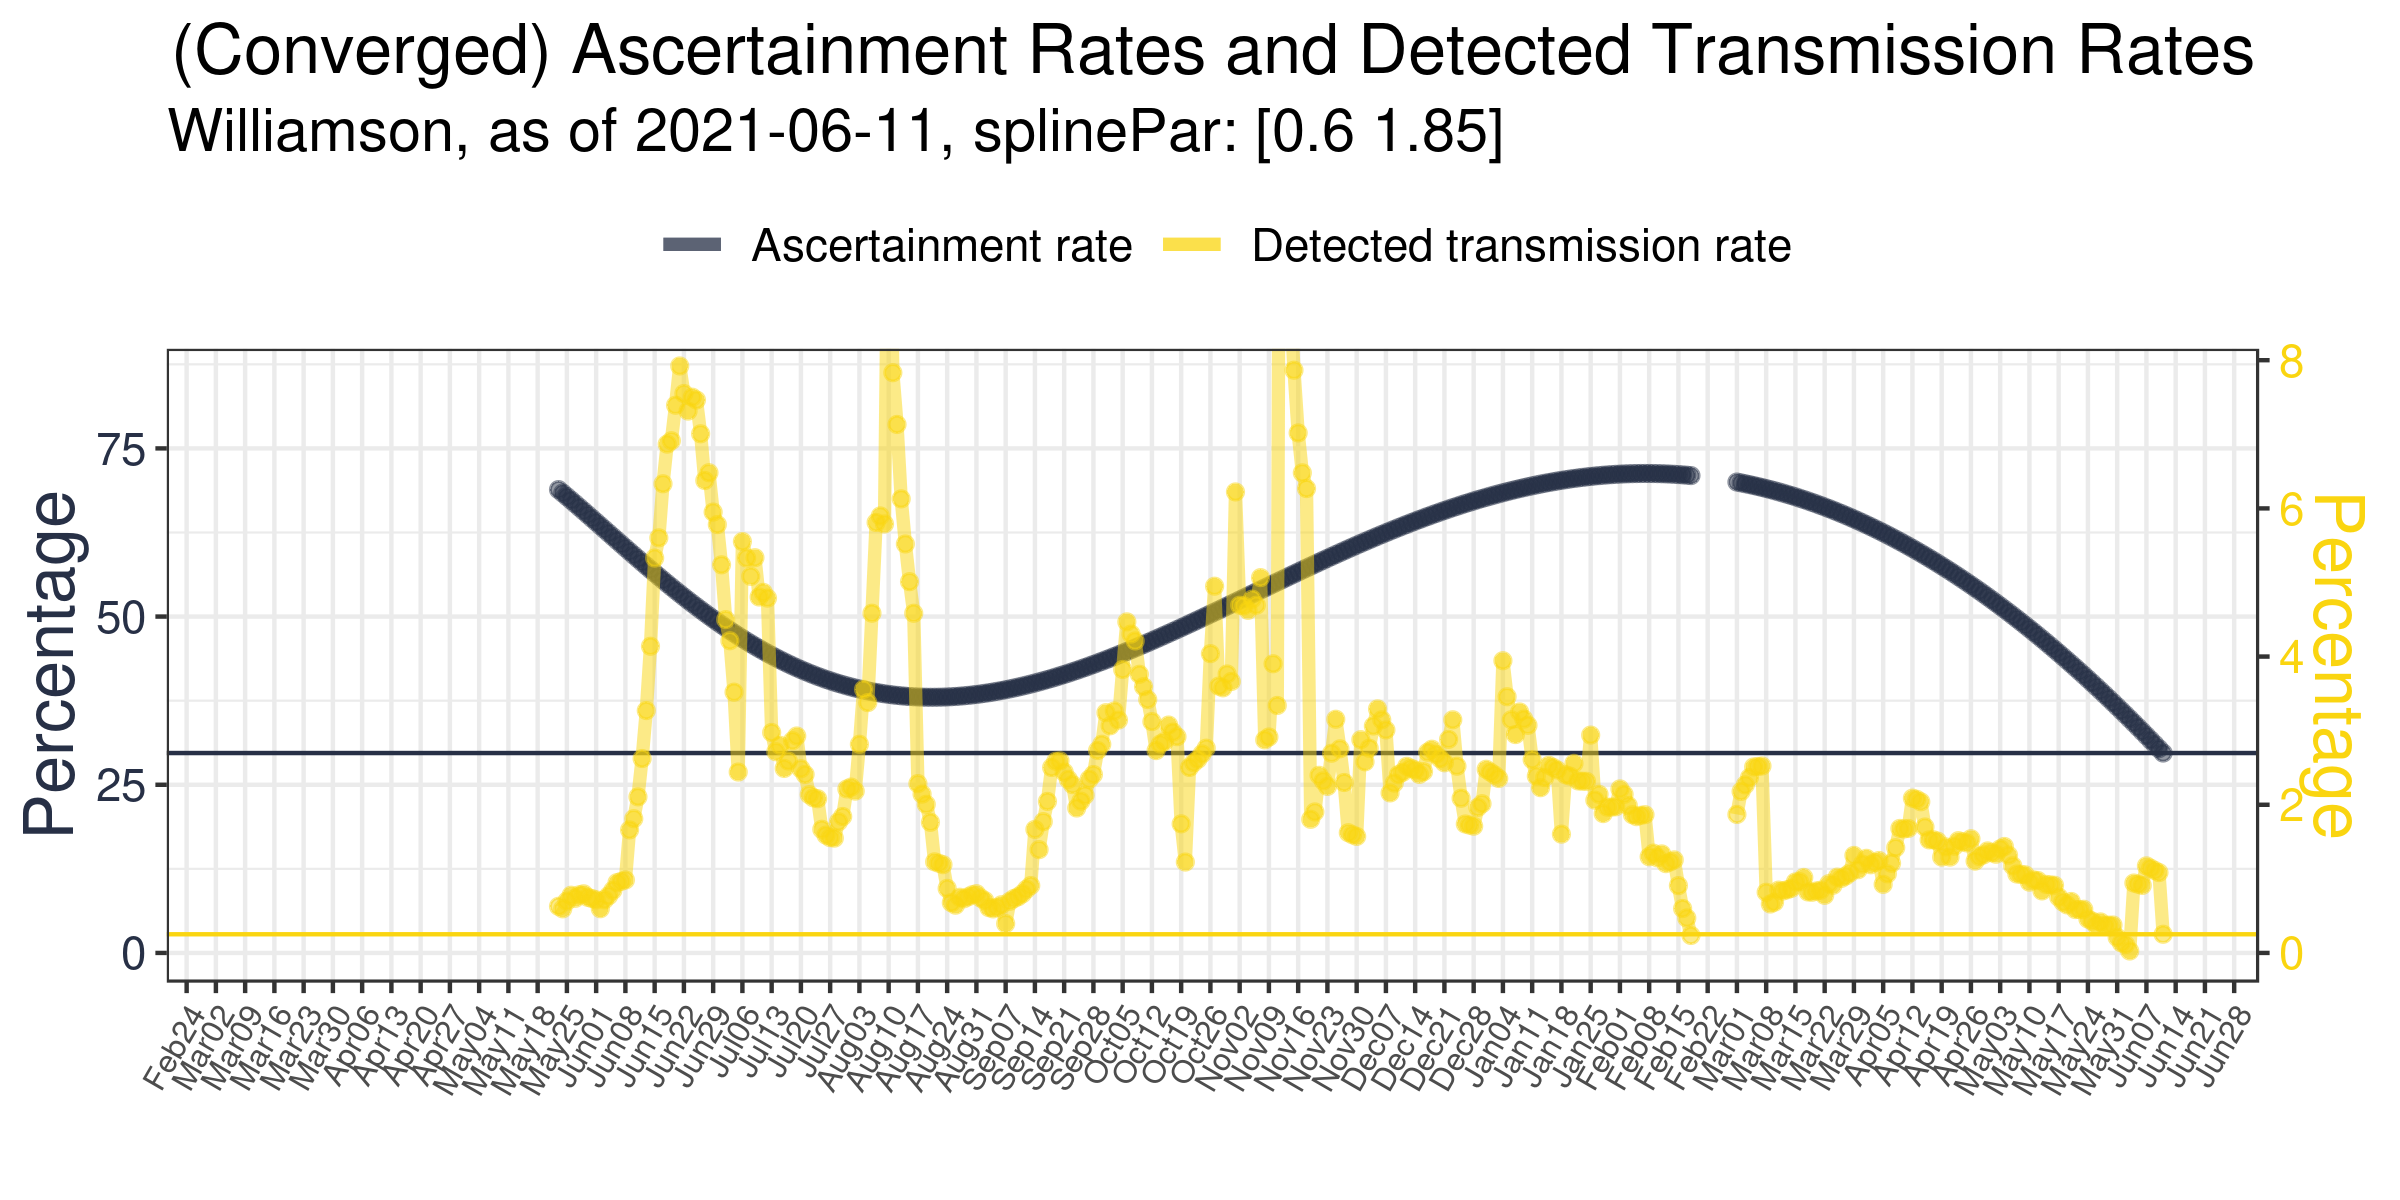 (Converged) Ascertainment Rates and Detected Transmission Rates
Williamson, as of 2021-06-11, splinePar: [0.6 1.85]
Ascertainment rate Detected transmission rate
Percentage
75
50
25
0
8
6
4
2
0
Percentage
Feb24
Mar02
Mar09
Mar16
Mar23
Mar30
Apr06
Apr13
Apr20
Apr27
May04
May11
May18
May25
Jun01
Jun08
Jun15
Jun22
Jun29
Jul06
Jul13
Jul20
Jul27
Aug03
Aug10
Aug17
Aug24
Aug31
Sep07
Sep14
Sep21
Sep28
Oct05
Oct12
Oct19
Oct26
Nov02
Nov09
Nov16
Nov23
Nov30
Dec07
Dec14
Dec21
Dec28
Jan04
Jan11
Jan18
Jan25
Feb01
Feb08
Feb15
Feb22
Mar01
Mar08
Mar15
Mar22
Mar29
Apr05
Apr12
Apr19
Apr26
May03
May10
May17
May24
May31
Jun07
Jun14
Jun21
Jun28